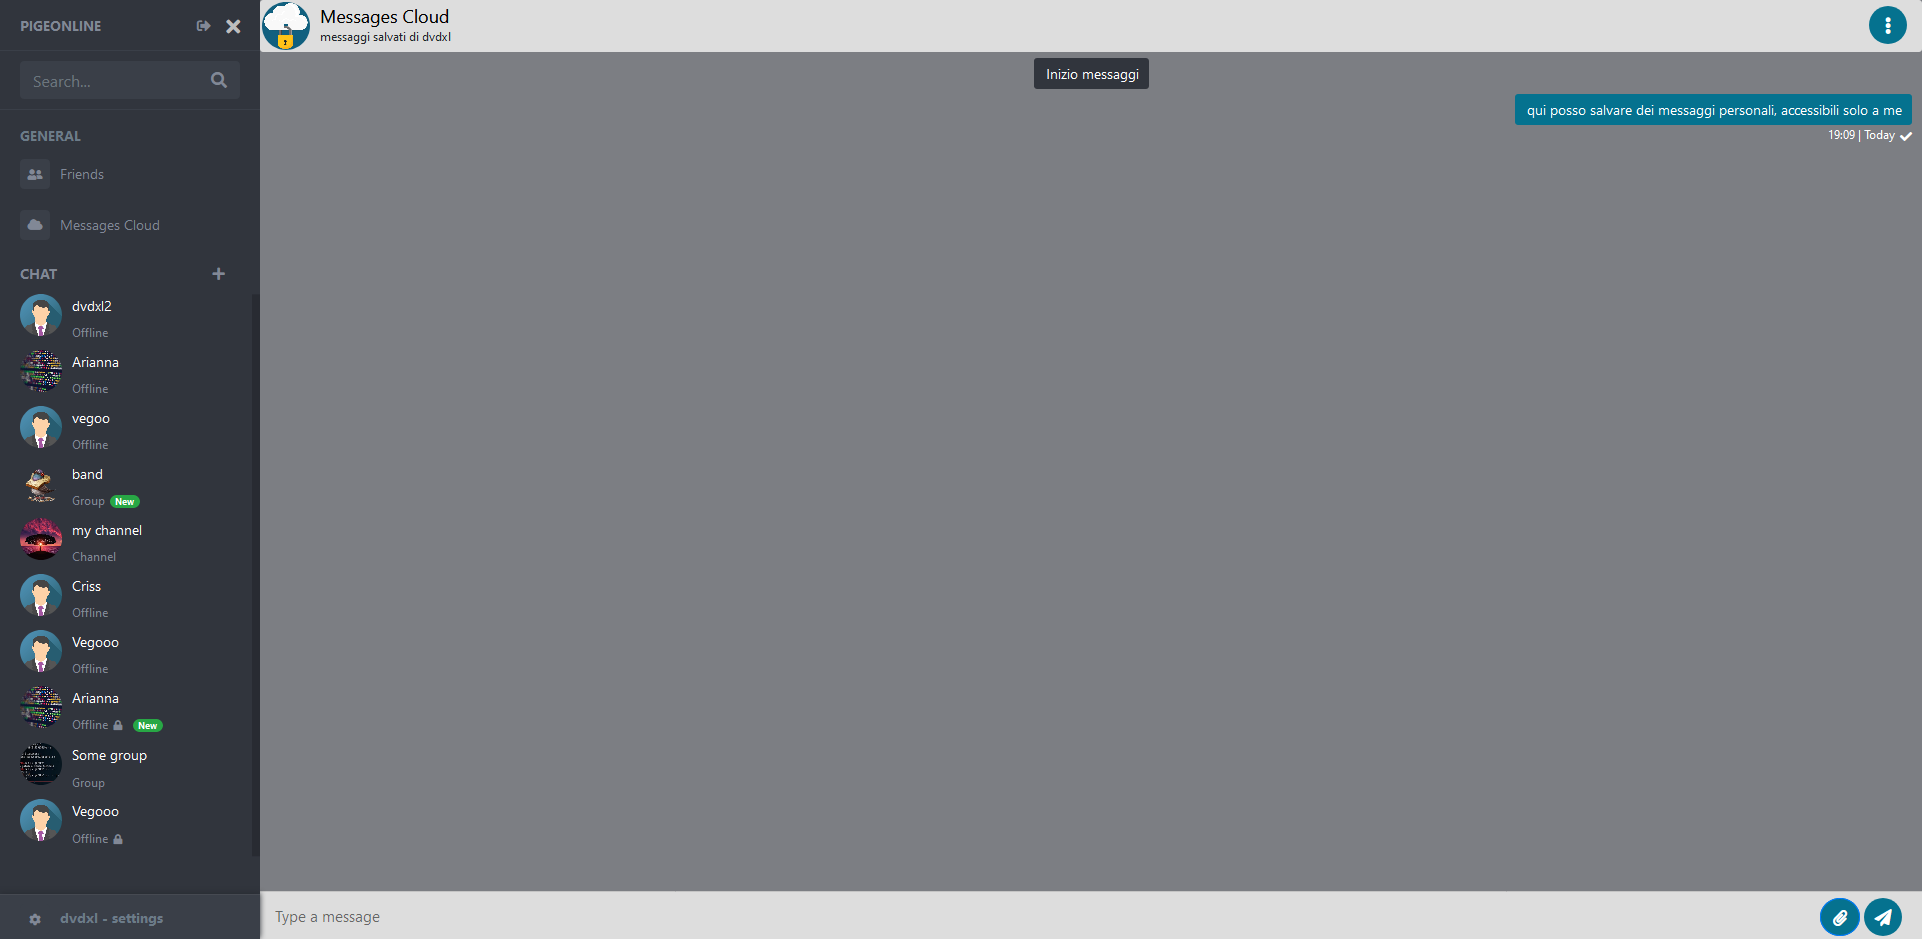 PIGEONLINE
Search...
GENERAL
Friends
Messages Cloud
CHAT
dvdxl2
Offline
Arianna
Offline
vegoo
Offline
band
Group New
my channel
Channel
Criss
Offline
Vegooo
Offline
Arianna
Offline New
Some group
Group
Vegooo
Offline
dvdxl - settings
Messages Cloud
messaggi salvati di dvdxl
Inizio messaggi
qui posso salvare dei messaggi personali, accessibili solo a me
19:09 | Today
Type a message